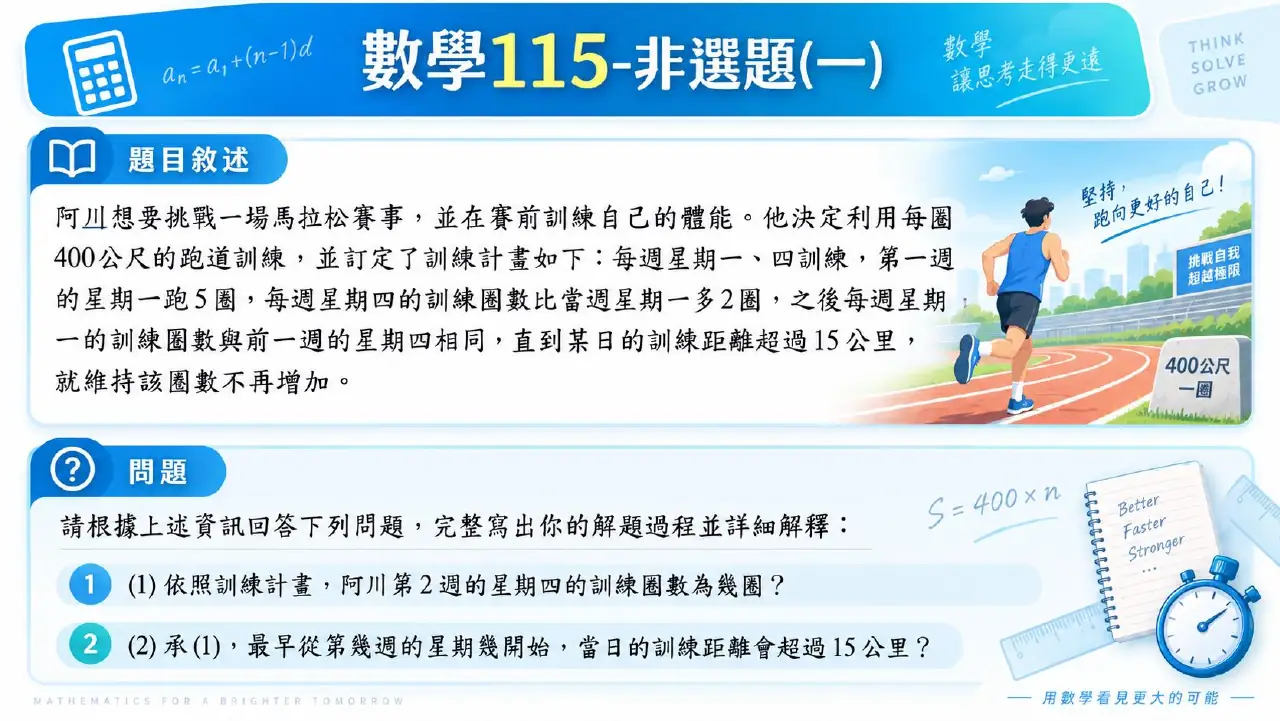 aₙ = a₁ + (n−1)d
數學115-非選題(一)
數學
讓思考走得更遠
THINK
SOLVE
GROW
題目敘述
阿川想要挑戰一場馬拉松賽事，並在賽前訓練自己的體能。他決定利用每圈
400公尺的跑道訓練，並訂定了訓練計畫如下：每週星期一、四訓練，第一週
的星期一跑5圈，每週星期四的訓練圈數比當週星期一多2圈，之後每週星期
一的訓練圈數與前一週的星期四相同，直到某日的訓練距離超過15公里，
就維持該圈數不再增加。
堅持，
跑向更好的自己！
挑戰自我
超越極限
400公尺
一圈
問題
請根據上述資訊回答下列問題，完整寫出你的解題過程並詳細解釋：
1 (1) 依照訓練計畫，阿川第2週的星期四的訓練圈數為幾圈？
2 (2) 承(1)，最早從第幾週的星期幾開始，當日的訓練距離會超過15公里？
S = 400 × n
Better
Faster
Stronger
...
MATHEMATICS FOR A BRIGHTER TOMORROW
用數學看見更大的可能